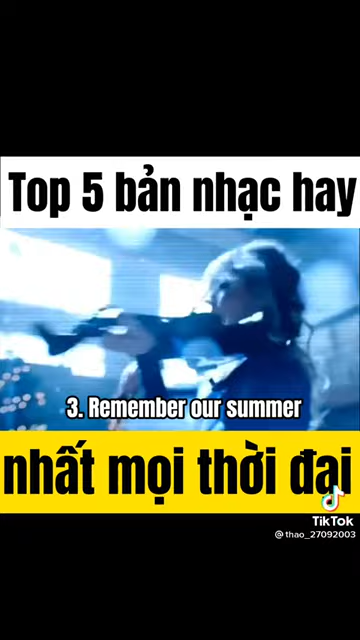 Top 5 bản nhạc hay
3. Remember our summer
nhất mọi thời đại
TikTok
@thao_27092003